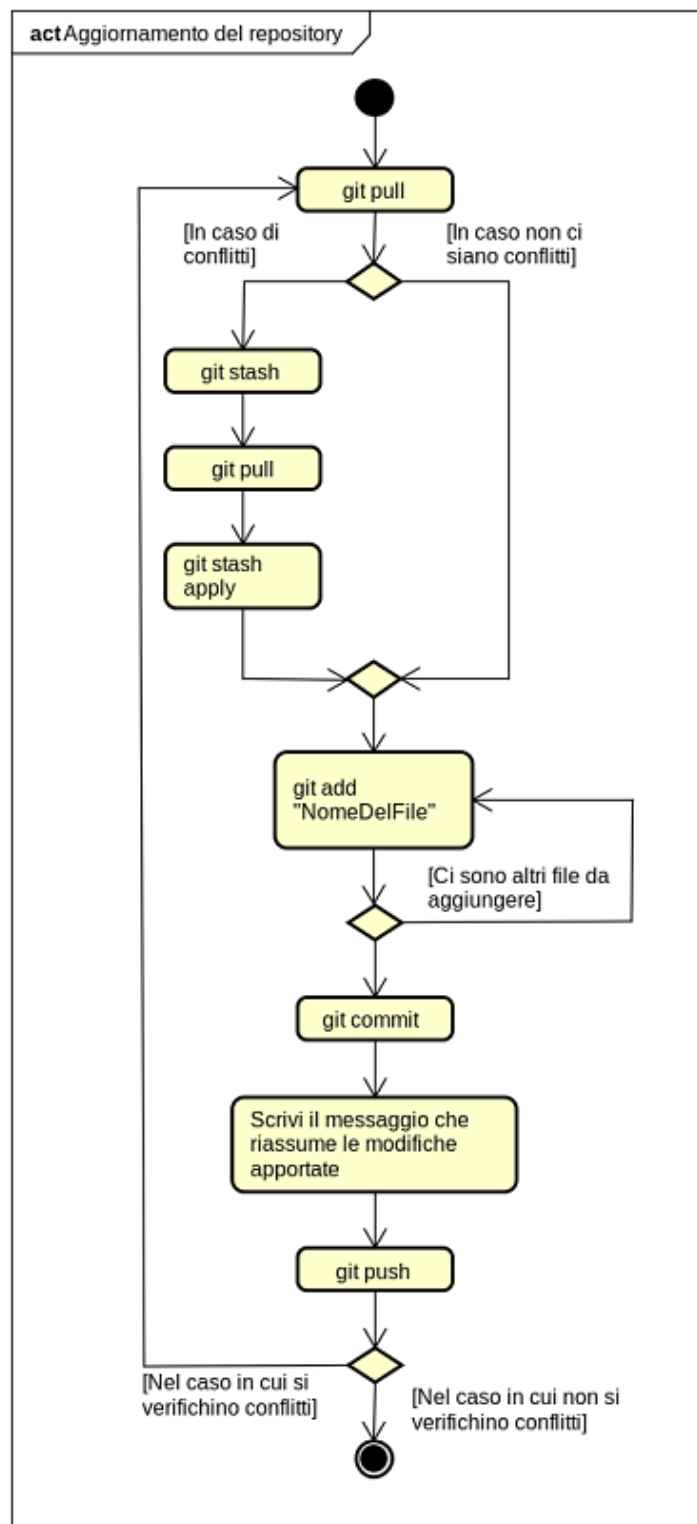 act Aggiornamento del repository
git pull
[In caso di
conflitti]
[In caso non ci
siano conflitti]
git stash
git pull
git stash
apply
git add
"NomeDelFile"
[Ci sono altri file da
aggiungere]
git commit
Scrivi il messaggio che
riassume le modifiche
apportate
git push
[Nel caso in cui si
verifichino conflitti]
[Nel caso in cui non si
verifichino conflitti]